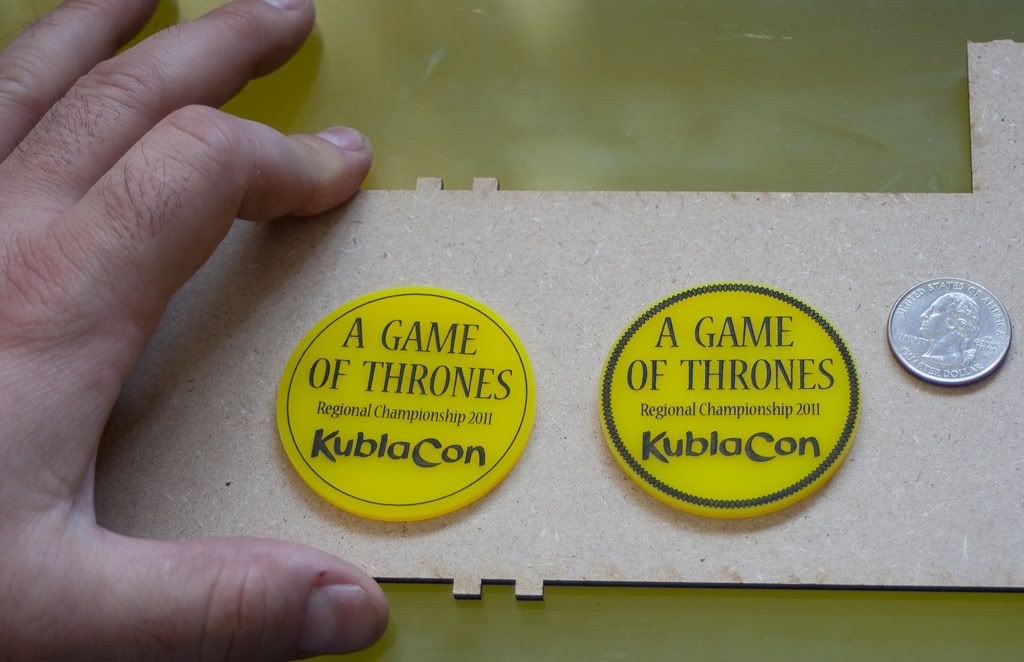 A GAME
OF THRONES
Regional Championship 2011
KublaCon
A GAME
OF THRONES
Regional Championship 2011
KublaCon
UNITED STATES OF AMERICA
LIBERTY
QUARTER DOLLAR